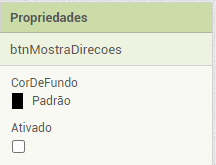 Propriedades
btnMostraDirecoes
CorDeFundo
Padrão
Ativado